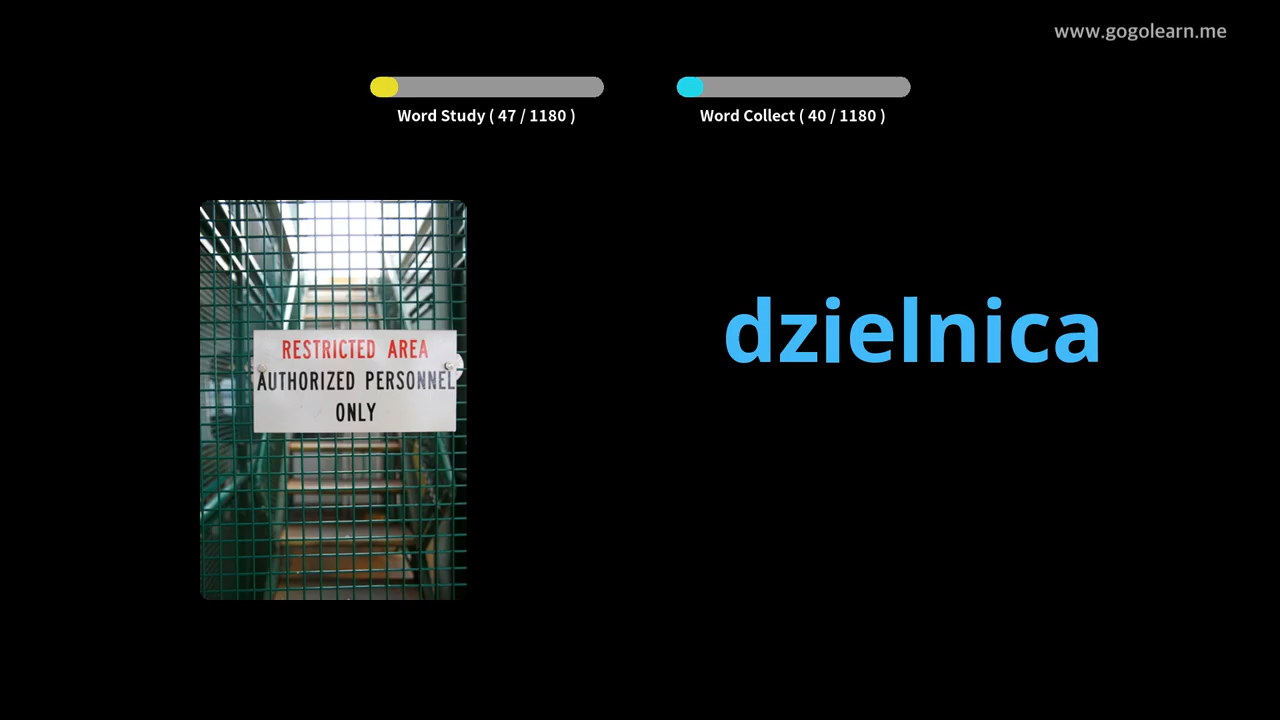 www.gogolearn.me
Word Study ( 47 / 1180 )
Word Collect ( 40 / 1180 )
RESTRICTED AREA
AUTHORIZED PERSONNEL
ONLY
dzielnica